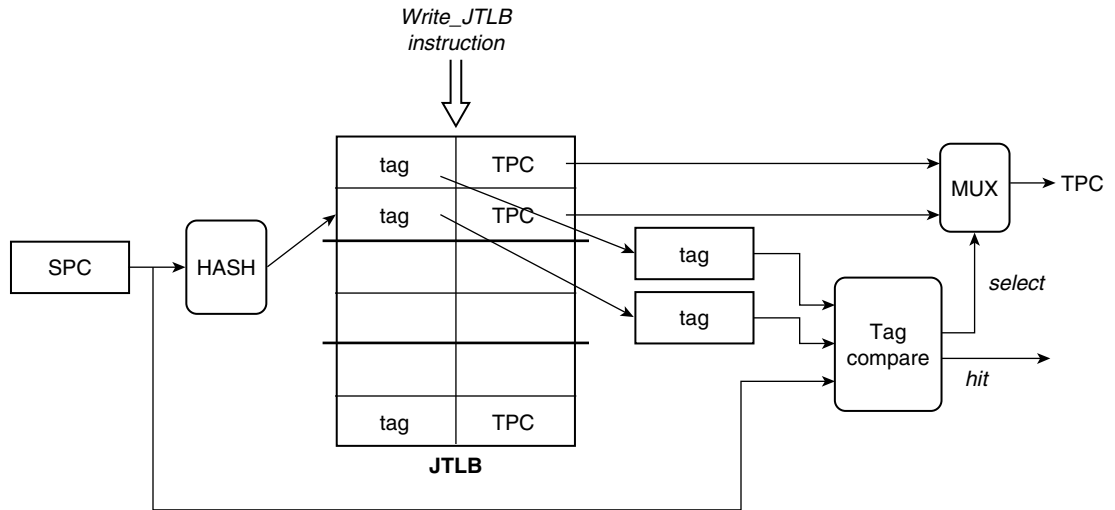 Write_JTLB
instruction
tag TPC
MUX TPC
tag TPC
tag
SPC HASH
select
tag
Tag
compare
hit
tag TPC
JTLB